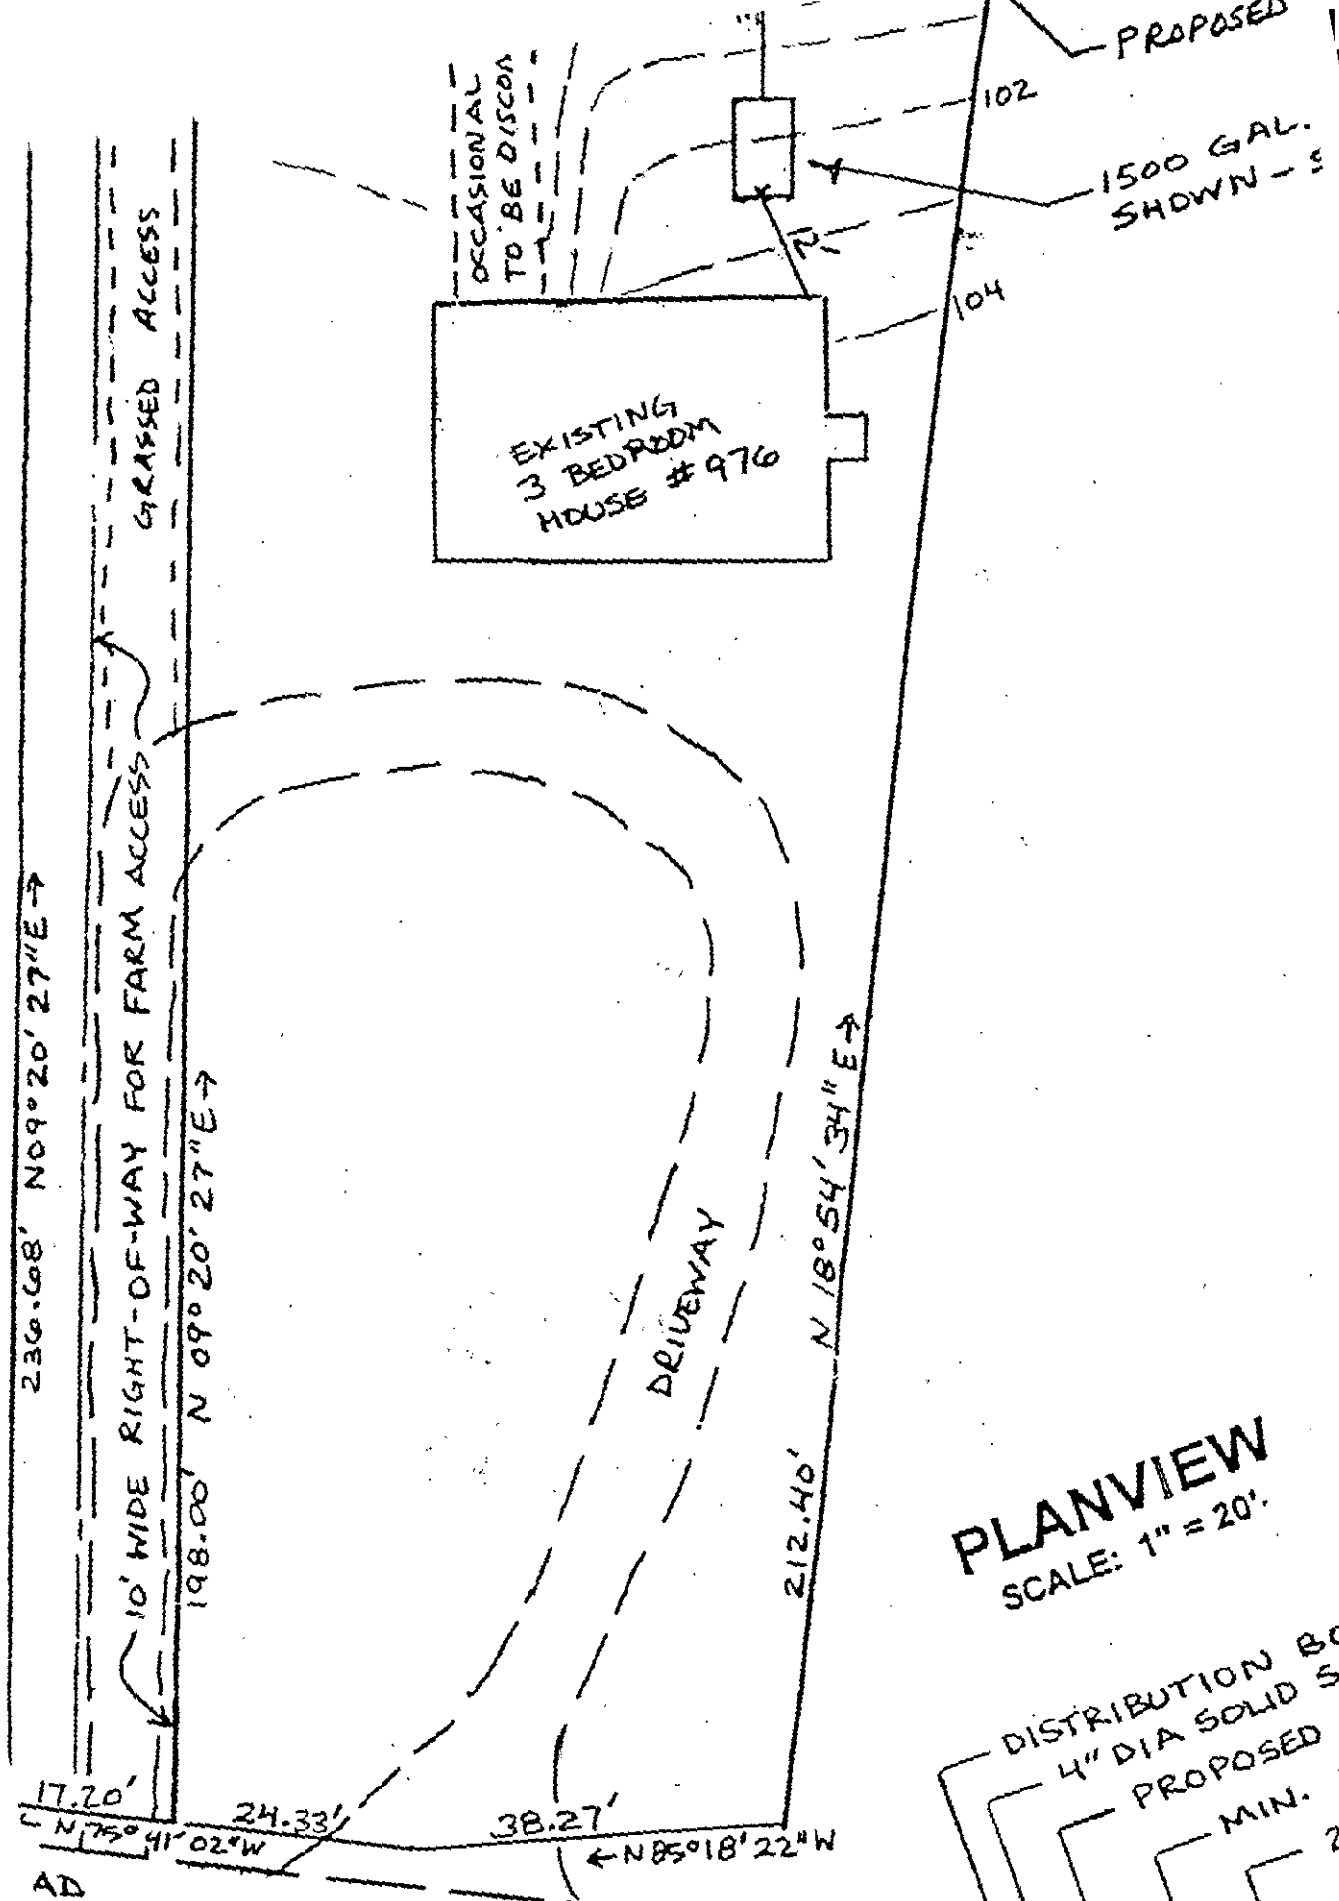 PROPOSED
102
1500 GAL.
SHOWN -
OCCASIONAL
TO BE DISCON
GRASSED ACCESS
12'
104
EXISTING
3 BEDROOM
HOUSE #976
10' WIDE RIGHT-OF-WAY FOR FARM ACCESS
236.68' N09°20'27"E →
198.00' N 09°20'27"E →
DRIVEWAY
212.40' N 18°54'34"E →
PLANVIEW
SCALE: 1" = 20'.
DISTRIBUTION BO
4" DIA SOLID S
PROPOSED
MIN.
2
17.20'
24.33'
38.27'
N 75°41'02"W
← N85°18'22"W
AD